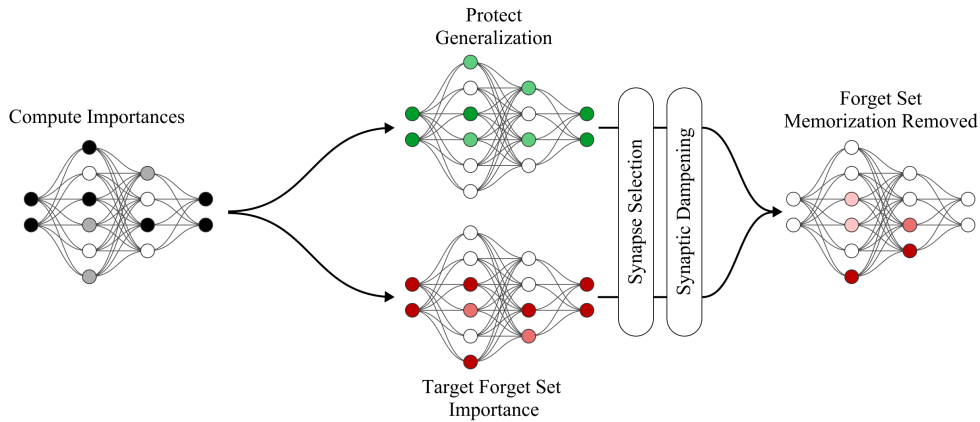 Compute Importances
Protect
Generalization
Target Forget Set
Importance
Synapse Selection
Synaptic Dampening
Forget Set
Memorization Removed